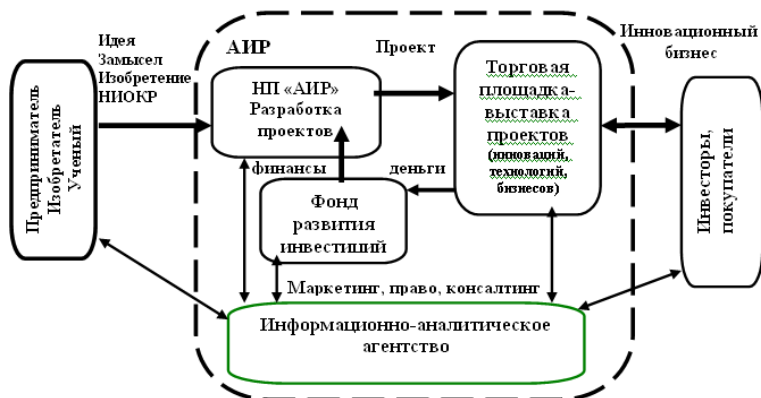 Идея
Замысел
Изобретение
НИОКР
АИР
Проект
Инновационный
бизнес
Предприниматель
Изобретатель
Ученый
НП «АИР»
Разработка
проектов
Торговая
площадка-
выставка
проектов
(инноваций,
технологий,
бизнесов)
Инвесторы,
покупатели
финансы
деньги
Фонд
развития
инвестиций
Маркетинг, право, консалтинг
Информационно-аналитическое
агентство